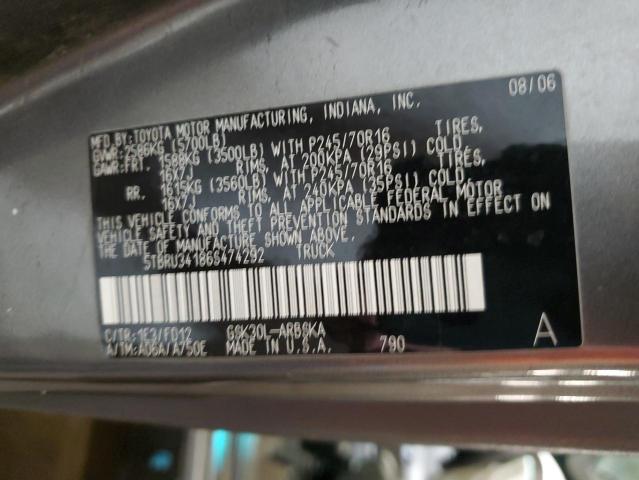 MFD. BY: TOYOTA MOTOR MANUFACTURING, INDIANA, INC. 08/06
GVWR: 2586KG (5700LB)
GAWR: FRT. 1588KG (3500LB) WITH P245/70R16 TIRES,
16X7J RIMS, AT 200KPA (29PSI) COLD.
RR. 1615KG (3560LB) WITH P245/70R16 TIRES,
16X7J RIMS, AT 240KPA (35PSI) COLD.
THIS VEHICLE CONFORMS TO ALL APPLICABLE FEDERAL MOTOR
VEHICLE SAFETY AND THEFT PREVENTION STANDARDS IN EFFECT ON
THE DATE OF MANUFACTURE SHOWN ABOVE.
5TBRU34186S474292 TRUCK
C/TR: 1E3/FD12 GSK30L-ARBSKA
A/TM: A06A/A750E MADE IN U.S.A. 790 A